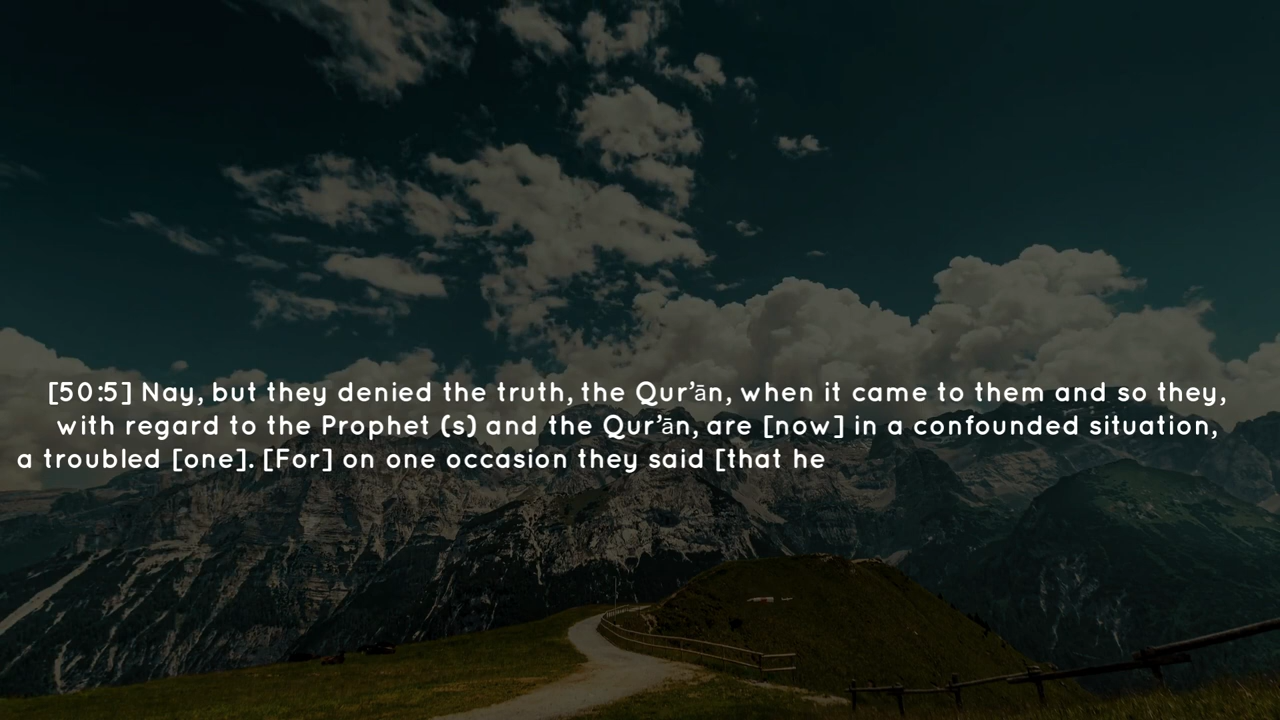 [50:5] Nay, but they denied the truth, the Qur’ān, when it came to them and so they,
with regard to the Prophet (s) and the Qur’ān, are [now] in a confounded situation,
a troubled [one]. [For] on one occasion they said [that he